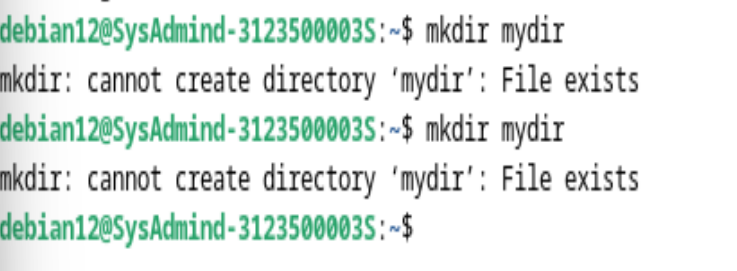 debian12@SysAdmind-3123500003S:~$ mkdir mydir
mkdir: cannot create directory ‘mydir’: File exists
debian12@SysAdmind-3123500003S:~$ mkdir mydir
mkdir: cannot create directory ‘mydir’: File exists
debian12@SysAdmind-3123500003S:~$